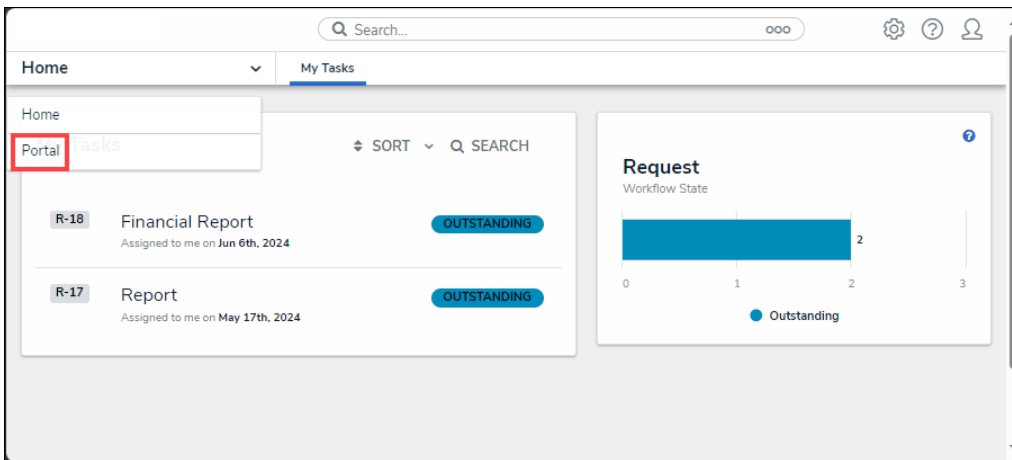 Search...
Home
My Tasks
Home
Portal
My Tasks
SORT
SEARCH
R-18
Financial Report
OUTSTANDING
Assigned to me on Jun 6th, 2024
R-17
Report
OUTSTANDING
Assigned to me on May 17th, 2024
Request
Workflow State
2
0 1 2 3
Outstanding